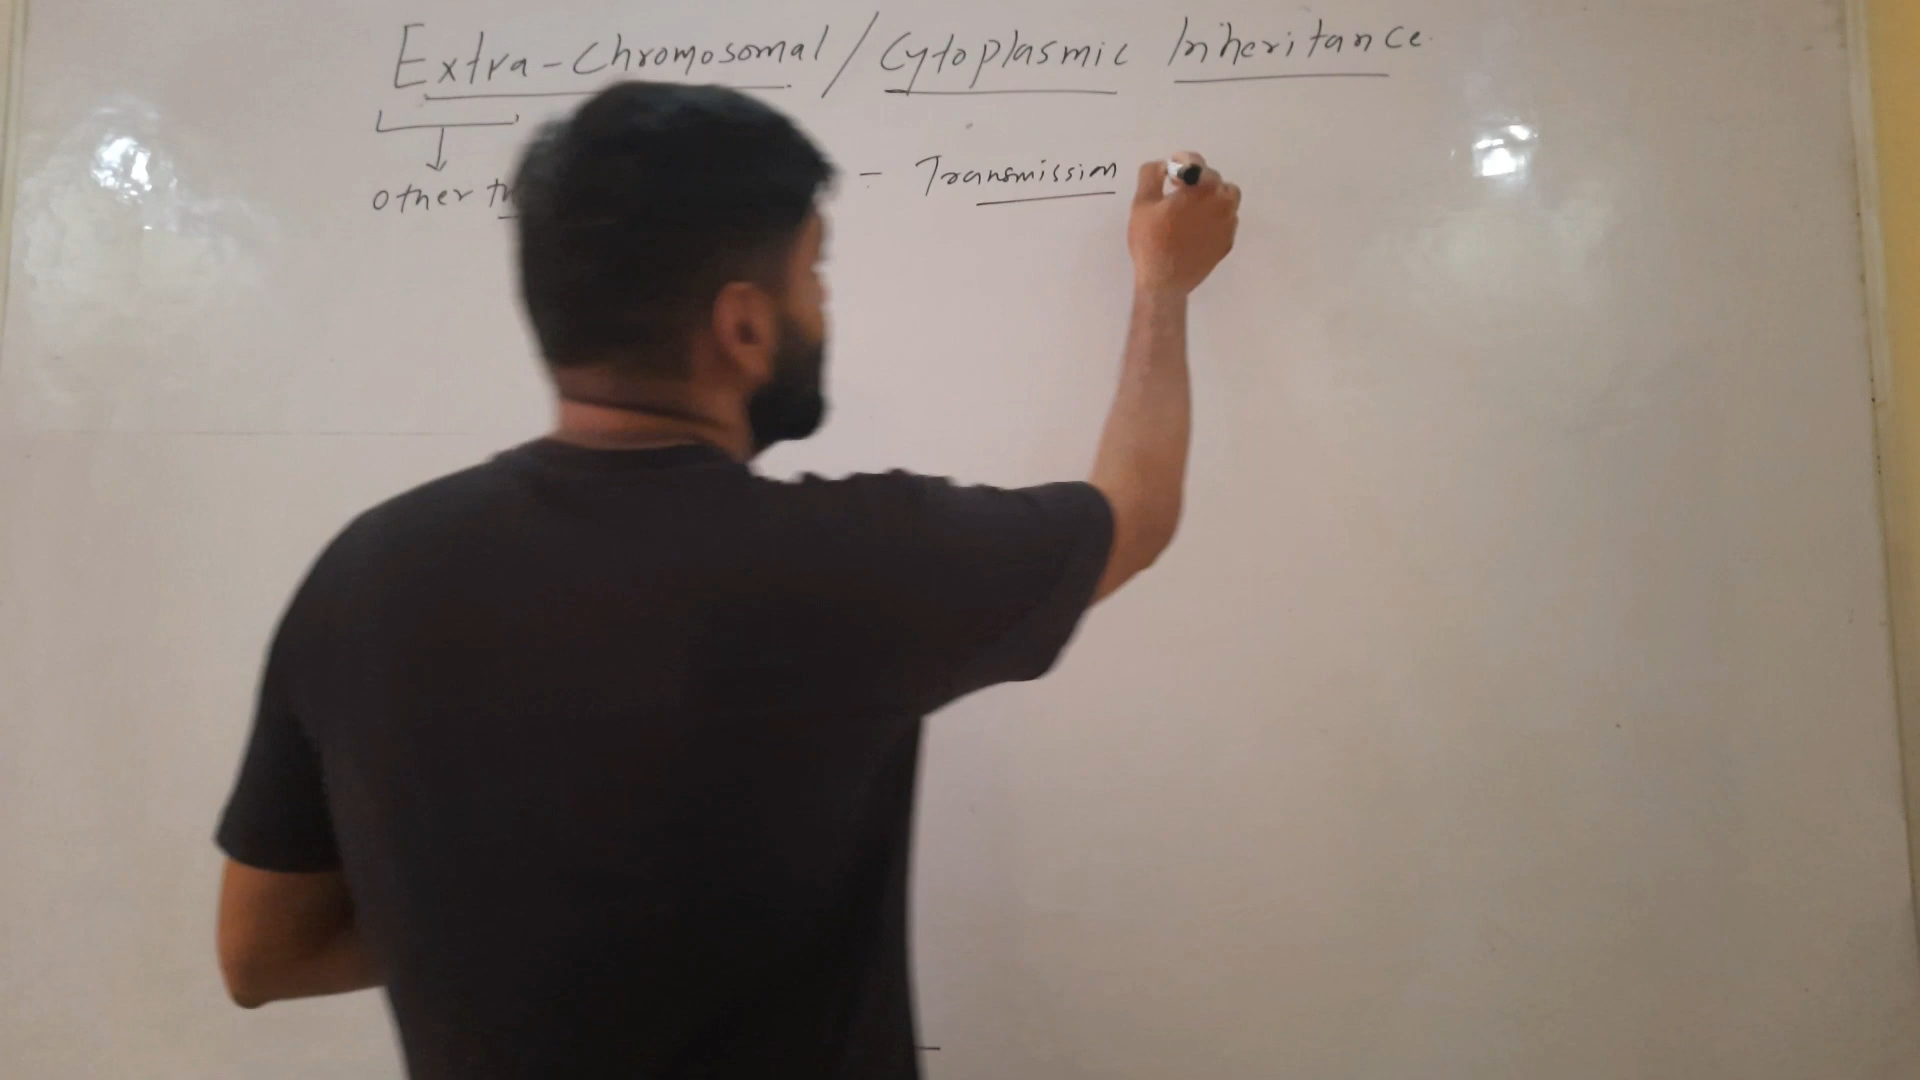 Extra-Chromosomal / Cytoplasmic Inheritance.
other - Transmission